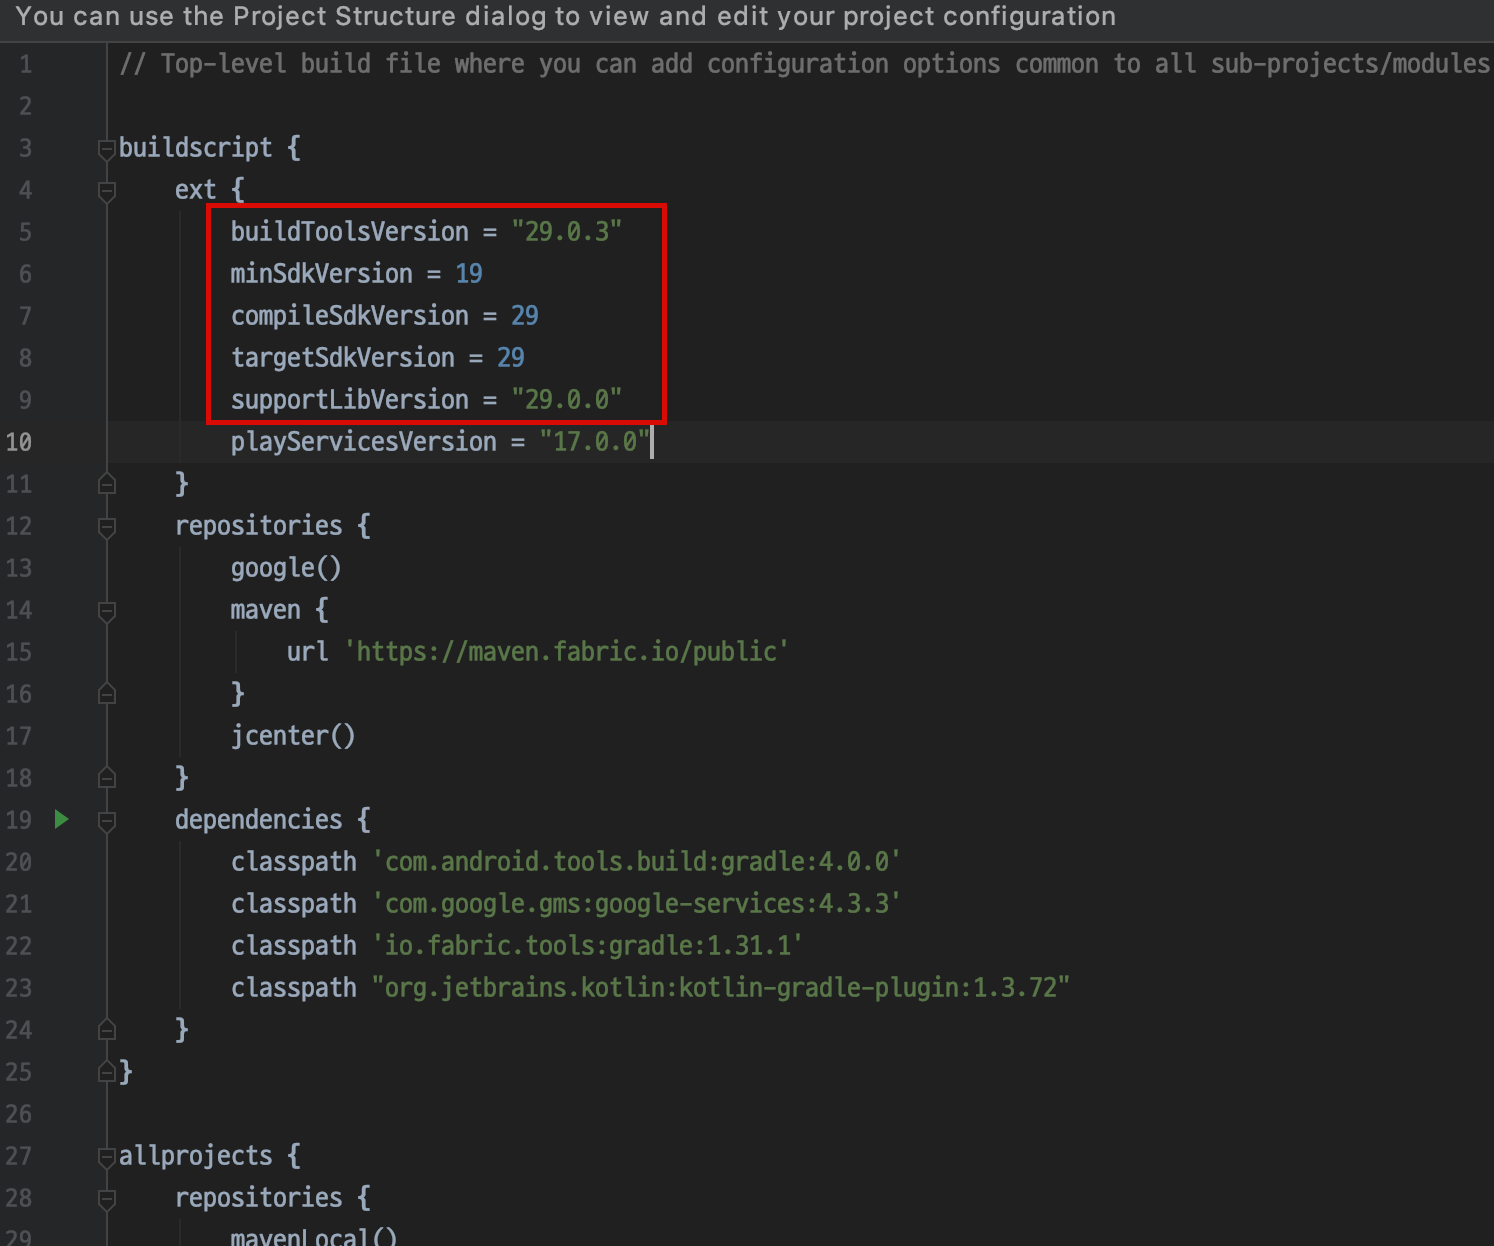 You can use the Project Structure dialog to view and edit your project configuration
1 // Top-level build file where you can add configuration options common to all sub-projects/modules
2
3 buildscript {
4 ext {
5 buildToolsVersion = "29.0.3"
6 minSdkVersion = 19
7 compileSdkVersion = 29
8 targetSdkVersion = 29
9 supportLibVersion = "29.0.0"
10 playServicesVersion = "17.0.0"
11 }
12 repositories {
13 google()
14 maven {
15 url 'https://maven.fabric.io/public'
16 }
17 jcenter()
18 }
19 dependencies {
20 classpath 'com.android.tools.build:gradle:4.0.0'
21 classpath 'com.google.gms:google-services:4.3.3'
22 classpath 'io.fabric.tools:gradle:1.31.1'
23 classpath "org.jetbrains.kotlin:kotlin-gradle-plugin:1.3.72"
24 }
25 }
26
27 allprojects {
28 repositories {
29 mavenLocal()